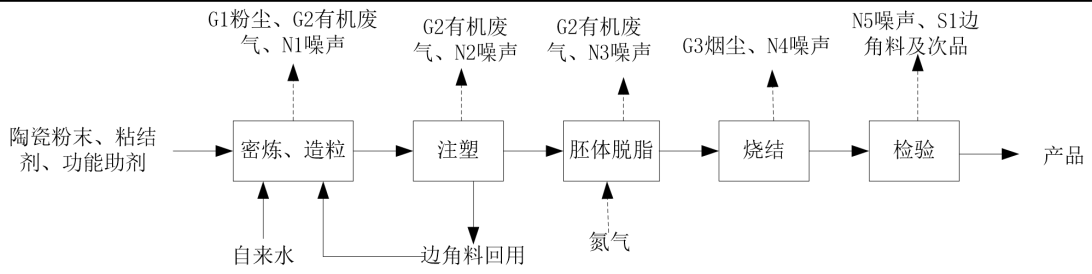 G1粉尘、G2有机废
气、N1噪声
G2有机废
气、N2噪声
G2有机废
气、N3噪声
G3烟尘、N4噪声
N5噪声、S1边
角料及次品
陶瓷粉末、粘结
剂、功能助剂
密炼、造粒
注塑
胚体脱脂
烧结
检验
产品
自来水
边角料回用
氮气